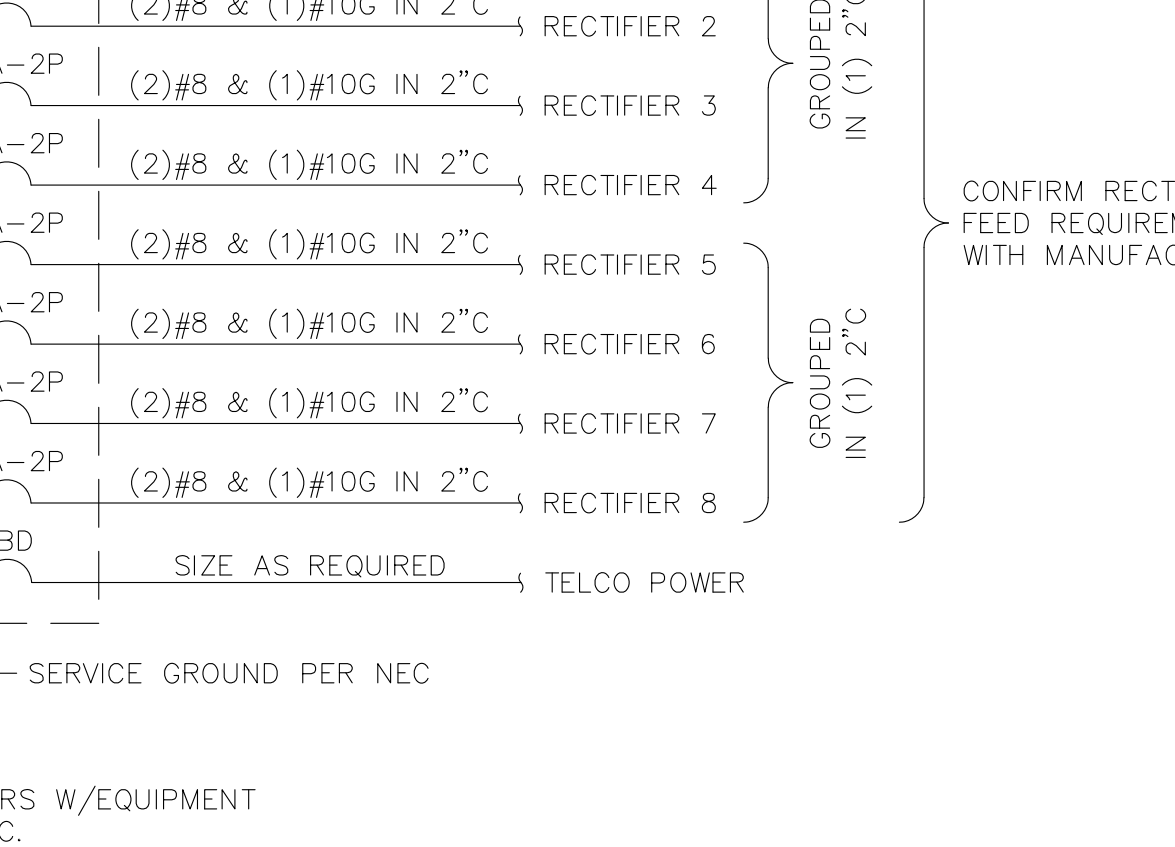 (2)#8 & (1)#10G IN 2"C
RECTIFIER 2
A-2P
(2)#8 & (1)#10G IN 2"C
RECTIFIER 3
A-2P
(2)#8 & (1)#10G IN 2"C
RECTIFIER 4
GROUPED
IN (1) 2"C
A-2P
(2)#8 & (1)#10G IN 2"C
RECTIFIER 5
A-2P
(2)#8 & (1)#10G IN 2"C
RECTIFIER 6
A-2P
(2)#8 & (1)#10G IN 2"C
RECTIFIER 7
A-2P
(2)#8 & (1)#10G IN 2"C
RECTIFIER 8
GROUPED
IN (1) 2"C
CONFIRM RECT
FEED REQUIREM
WITH MANUFAC
BD
SIZE AS REQUIRED
TELCO POWER
SERVICE GROUND PER NEC
RS W/EQUIPMENT
C.